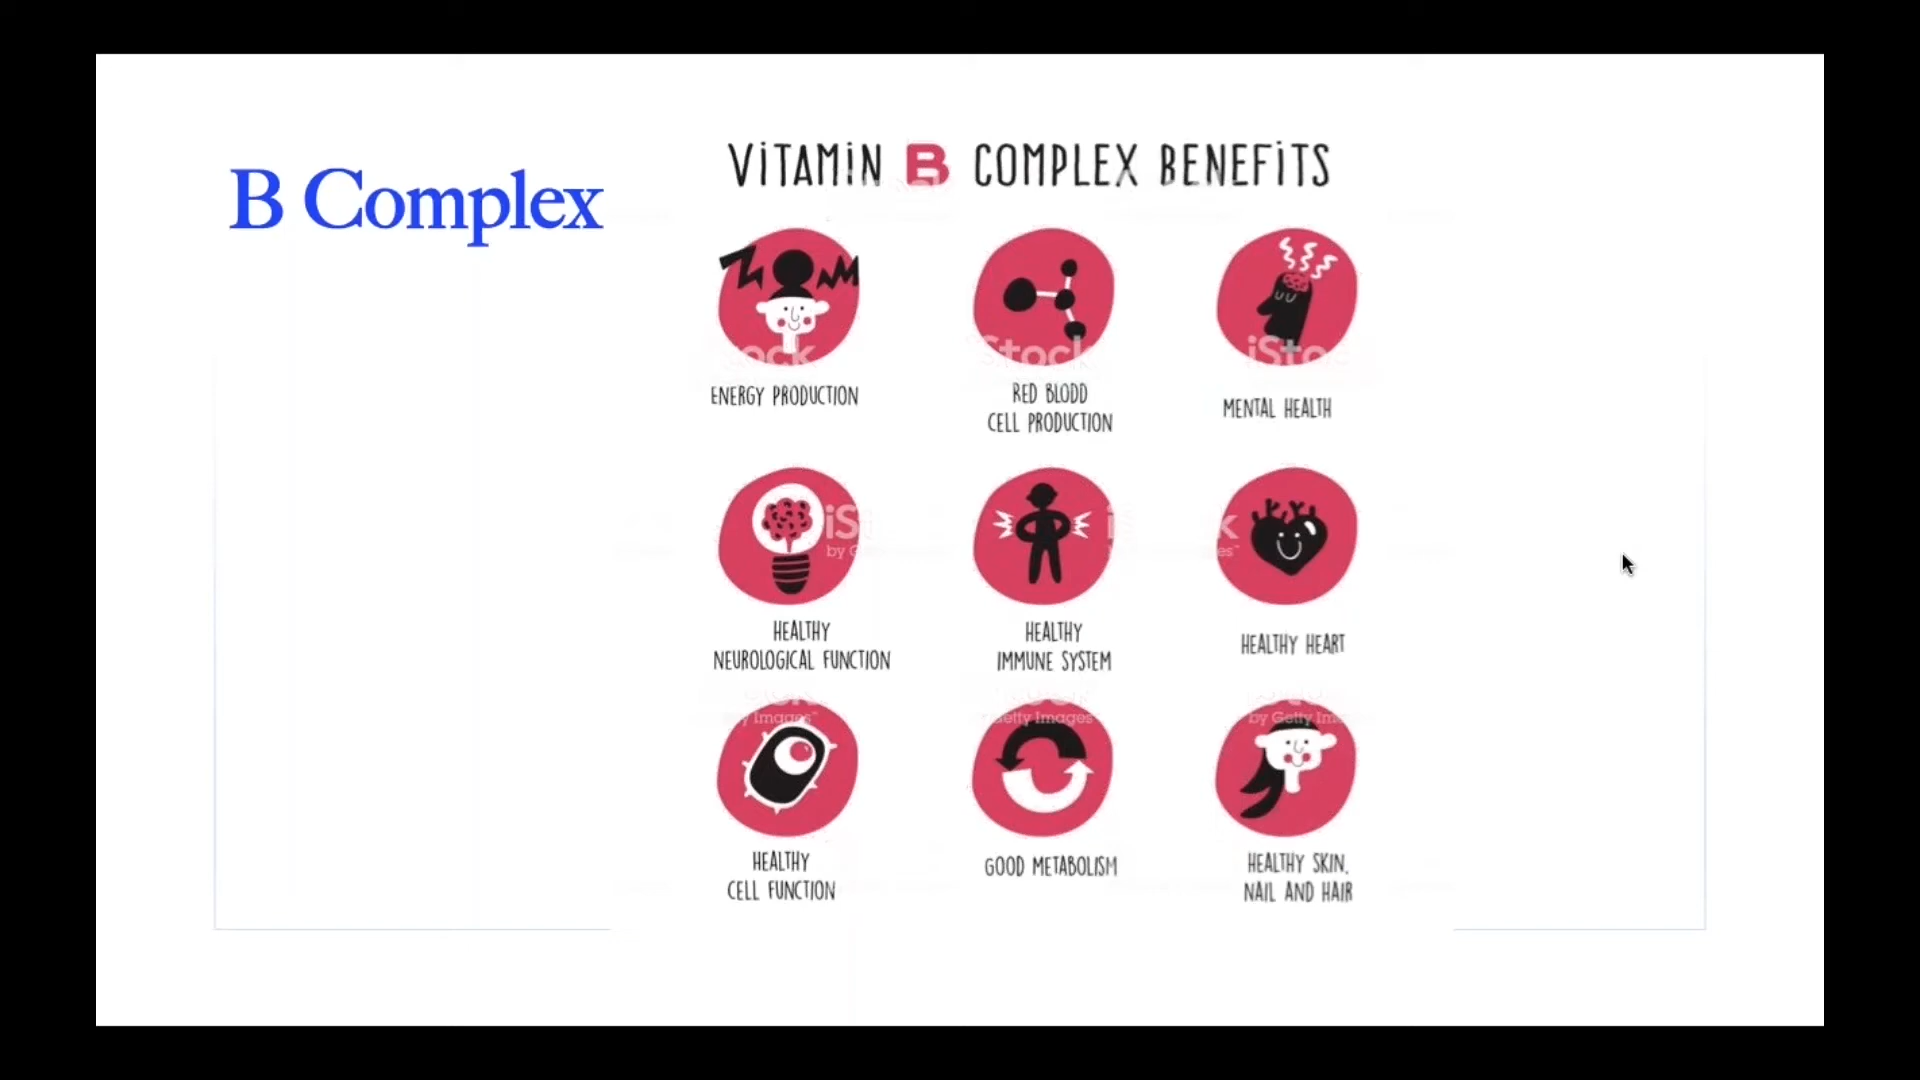 B Complex
VITAMIN B COMPLEX BENEFITS
ENERGY PRODUCTION
RED BLODD
CELL PRODUCTION
MENTAL HEALTH
HEALTHY
NEUROLOGICAL FUNCTION
HEALTHY
IMMUNE SYSTEM
HEALTHY HEART
HEALTHY
CELL FUNCTION
GOOD METABOLISM
HEALTHY SKIN,
NAIL AND HAIR